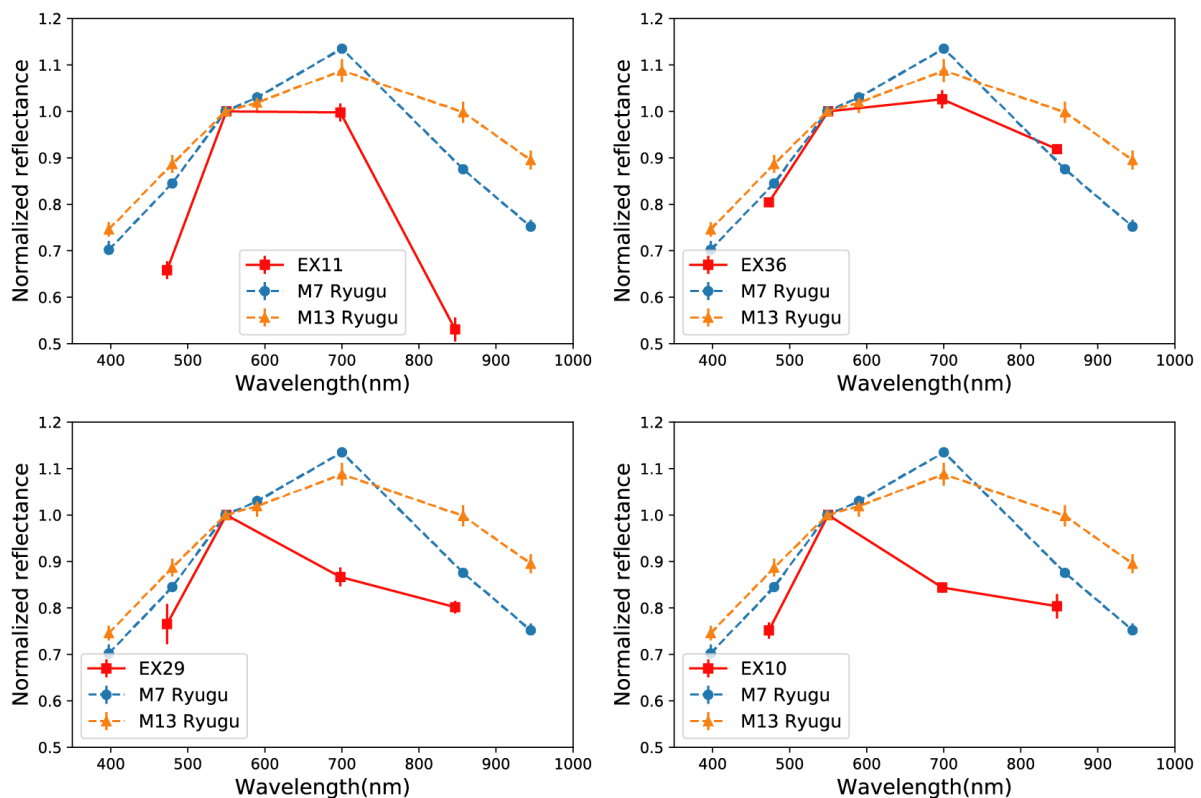 1.2
1.1
1.0
0.9
0.8
0.7
0.6
0.5
Normalized reflectance
EX11
M7 Ryugu
M13 Ryugu
400 500 600 700 800 900 1000
Wavelength(nm)
1.2
1.1
1.0
0.9
0.8
0.7
0.6
0.5
Normalized reflectance
EX36
M7 Ryugu
M13 Ryugu
400 500 600 700 800 900 1000
Wavelength(nm)
1.2
1.1
1.0
0.9
0.8
0.7
0.6
0.5
Normalized reflectance
EX29
M7 Ryugu
M13 Ryugu
400 500 600 700 800 900 1000
Wavelength(nm)
1.2
1.1
1.0
0.9
0.8
0.7
0.6
0.5
Normalized reflectance
EX10
M7 Ryugu
M13 Ryugu
400 500 600 700 800 900 1000
Wavelength(nm)